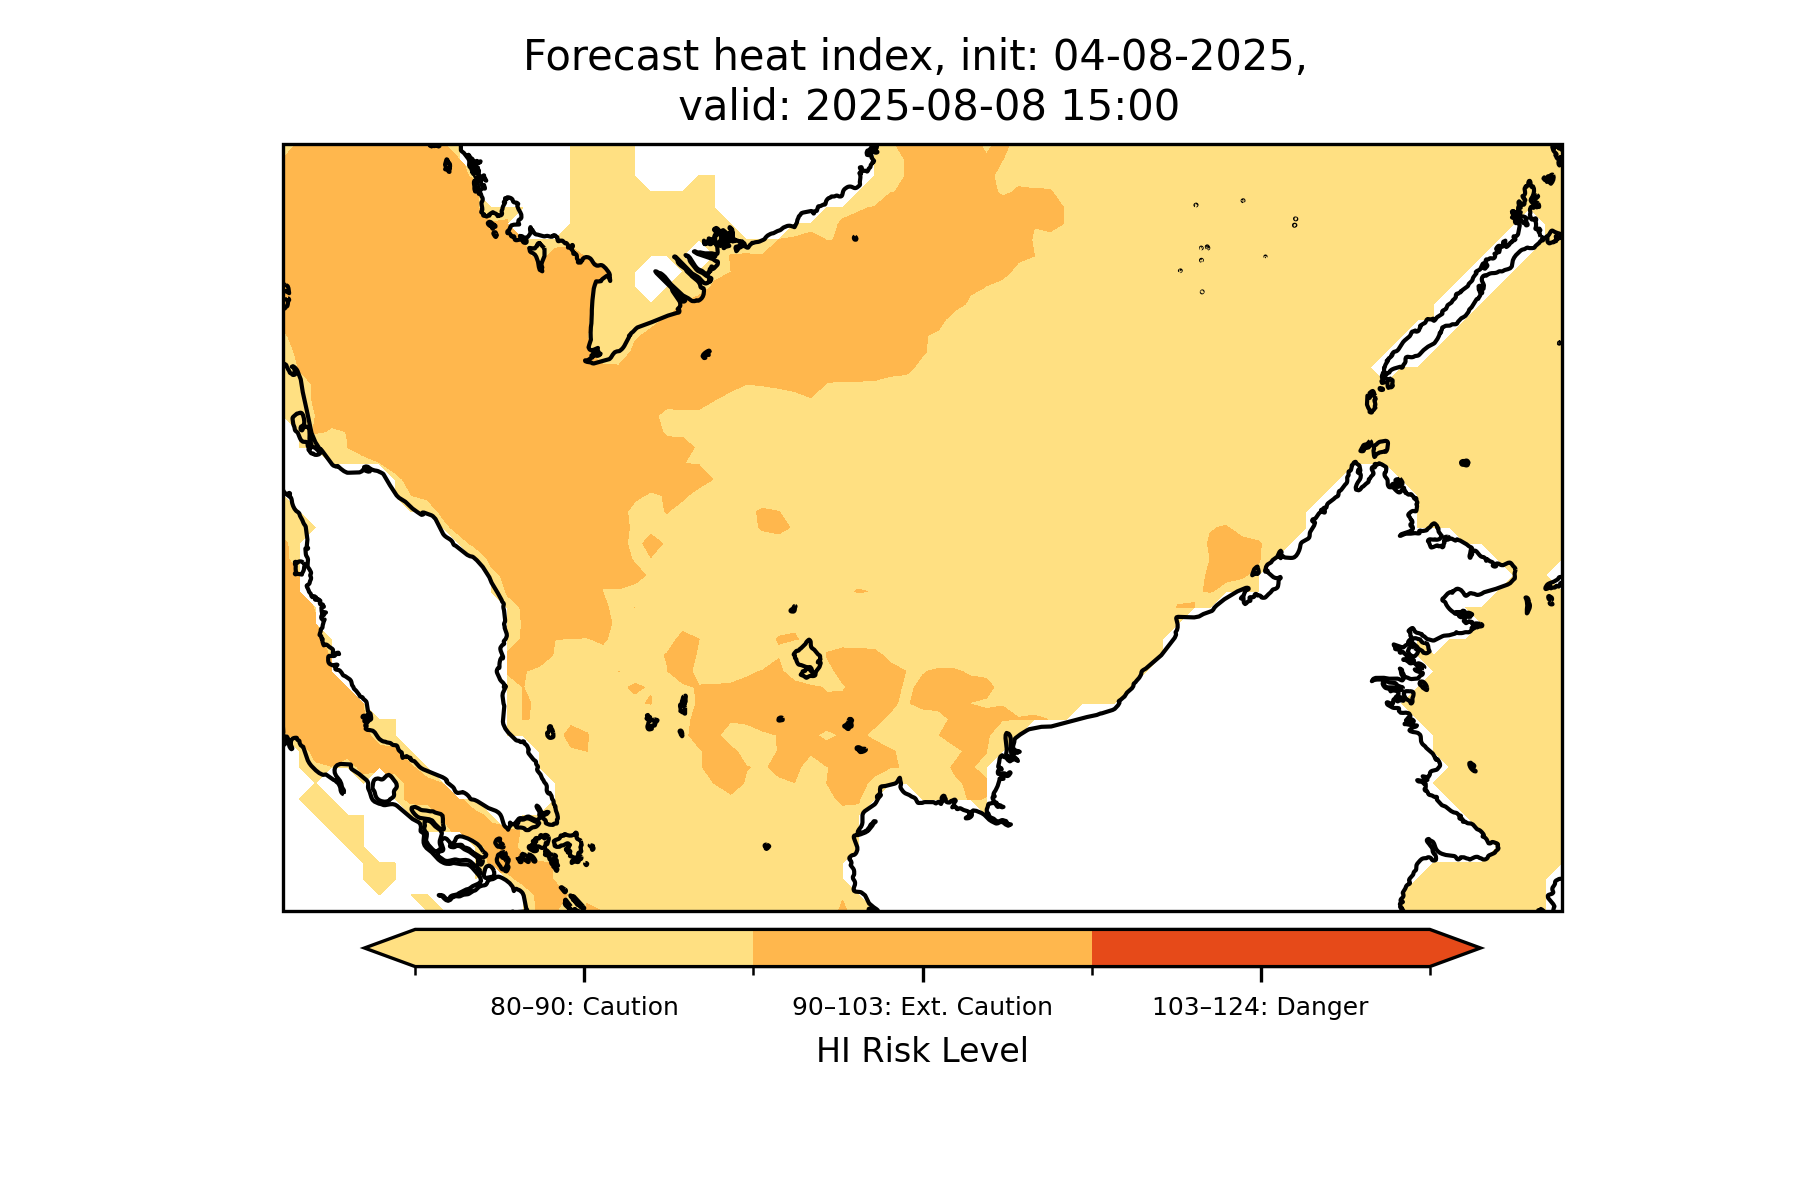 Forecast heat index, init: 04-08-2025,
valid: 2025-08-08 15:00
80–90: Caution
90–103: Ext. Caution
103–124: Danger
HI Risk Level